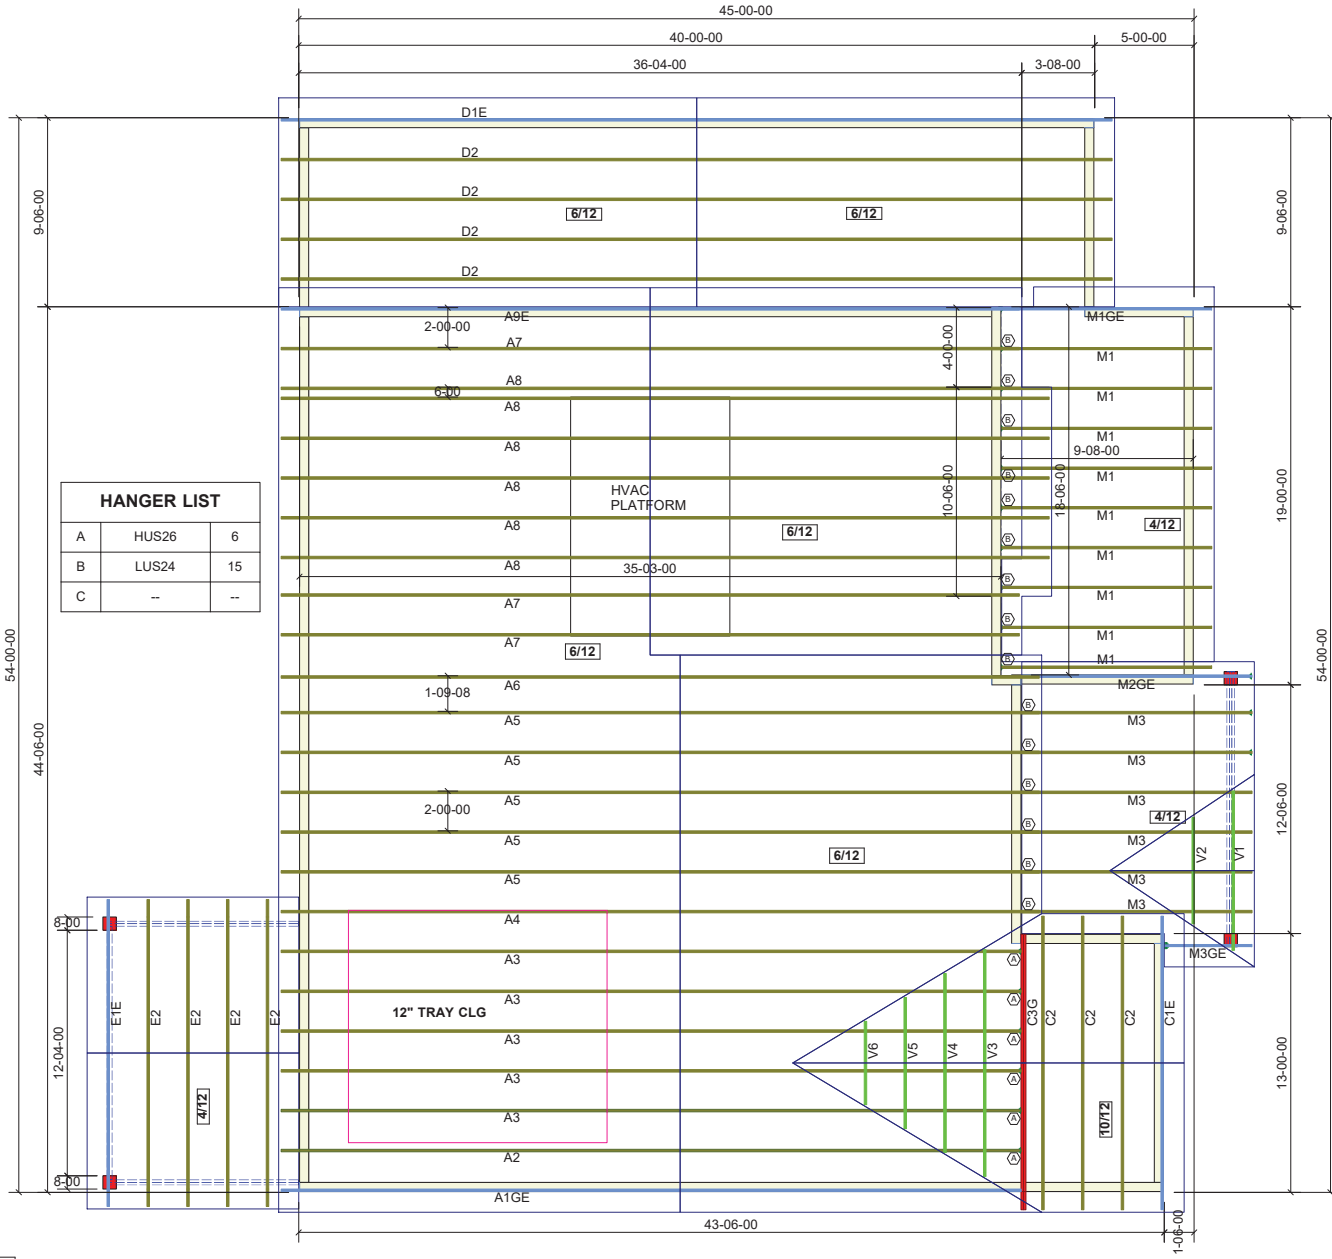 45-00-00
40-00-00
5-00-00
36-04-00
3-08-00
D1E
D2
D2
6/12
6/12
D2
D2
9-06-00
9-06-00
A9E
M1GE
2-00-00
A7
B
M1
4-00-00
A8
B
M1
6-00
A8
B
M1
A8
9-08-00
B
M1
A8
HANGER LIST
A HUS26 6
B LUS24 15
C -- --
HVAC
PLATFORM
10-06-00
18-06-00
B
M1
4/12
19-00-00
6/12
A8
B
M1
A8
35-03-00
B
M1
A7
B
M1
A7
6/12
B
M1
54-00-00
54-00-00
A6
M2GE
1-09-08
B
M3
A5
44-06-00
B
M3
A5
B
M3
2-00-00
A5
4/12
12-06-00
B
M3
A5
V2
V1
6/12
B
M3
A5
B
M3
A4
8-00
M3GE
A
A3
E1E
E2
E2
E2
E2
12" TRAY CLG
A
A3
C3G
C2
C2
C2
C1E
A
A3
V6
V5
V4
V3
12-04-00
A
A3
13-00-00
4/12
A
A3
10/12
A
A2
8-00
A1GE
43-06-00
1-06-00